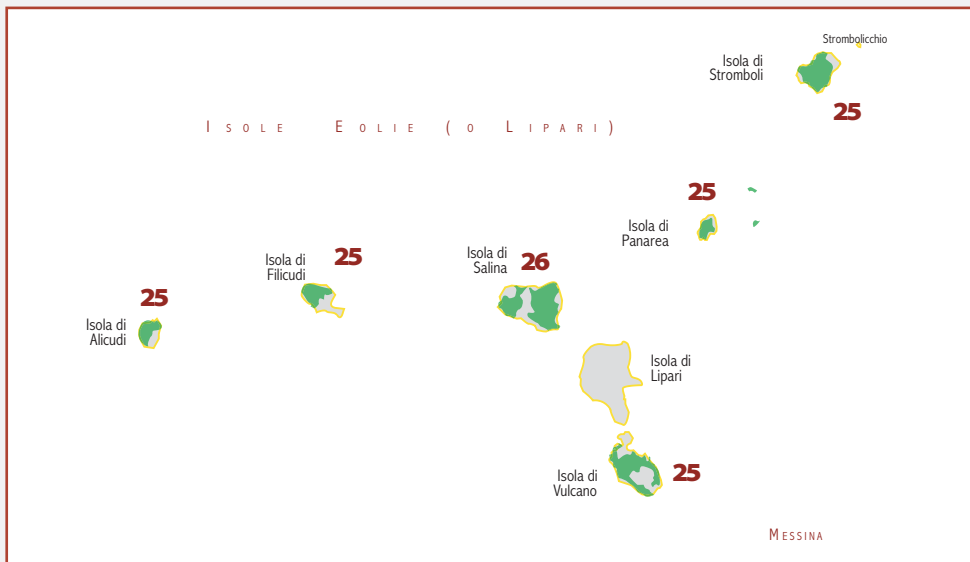 Strombolicchio
Isola di
Stromboli
25
ISOLE EOLIE (O LIPARI)
25
Isola di
Panarea
Isola di
Salina
26
Isola di
Filicudi
25
25
Isola di
Alicudi
Isola di
Lipari
Isola di
Vulcano
25
MESSINA